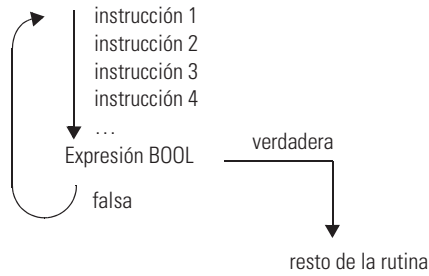 instrucción 1
instrucción 2
instrucción 3
instrucción 4
...
Expresión BOOL
verdadera
falsa
resto de la rutina